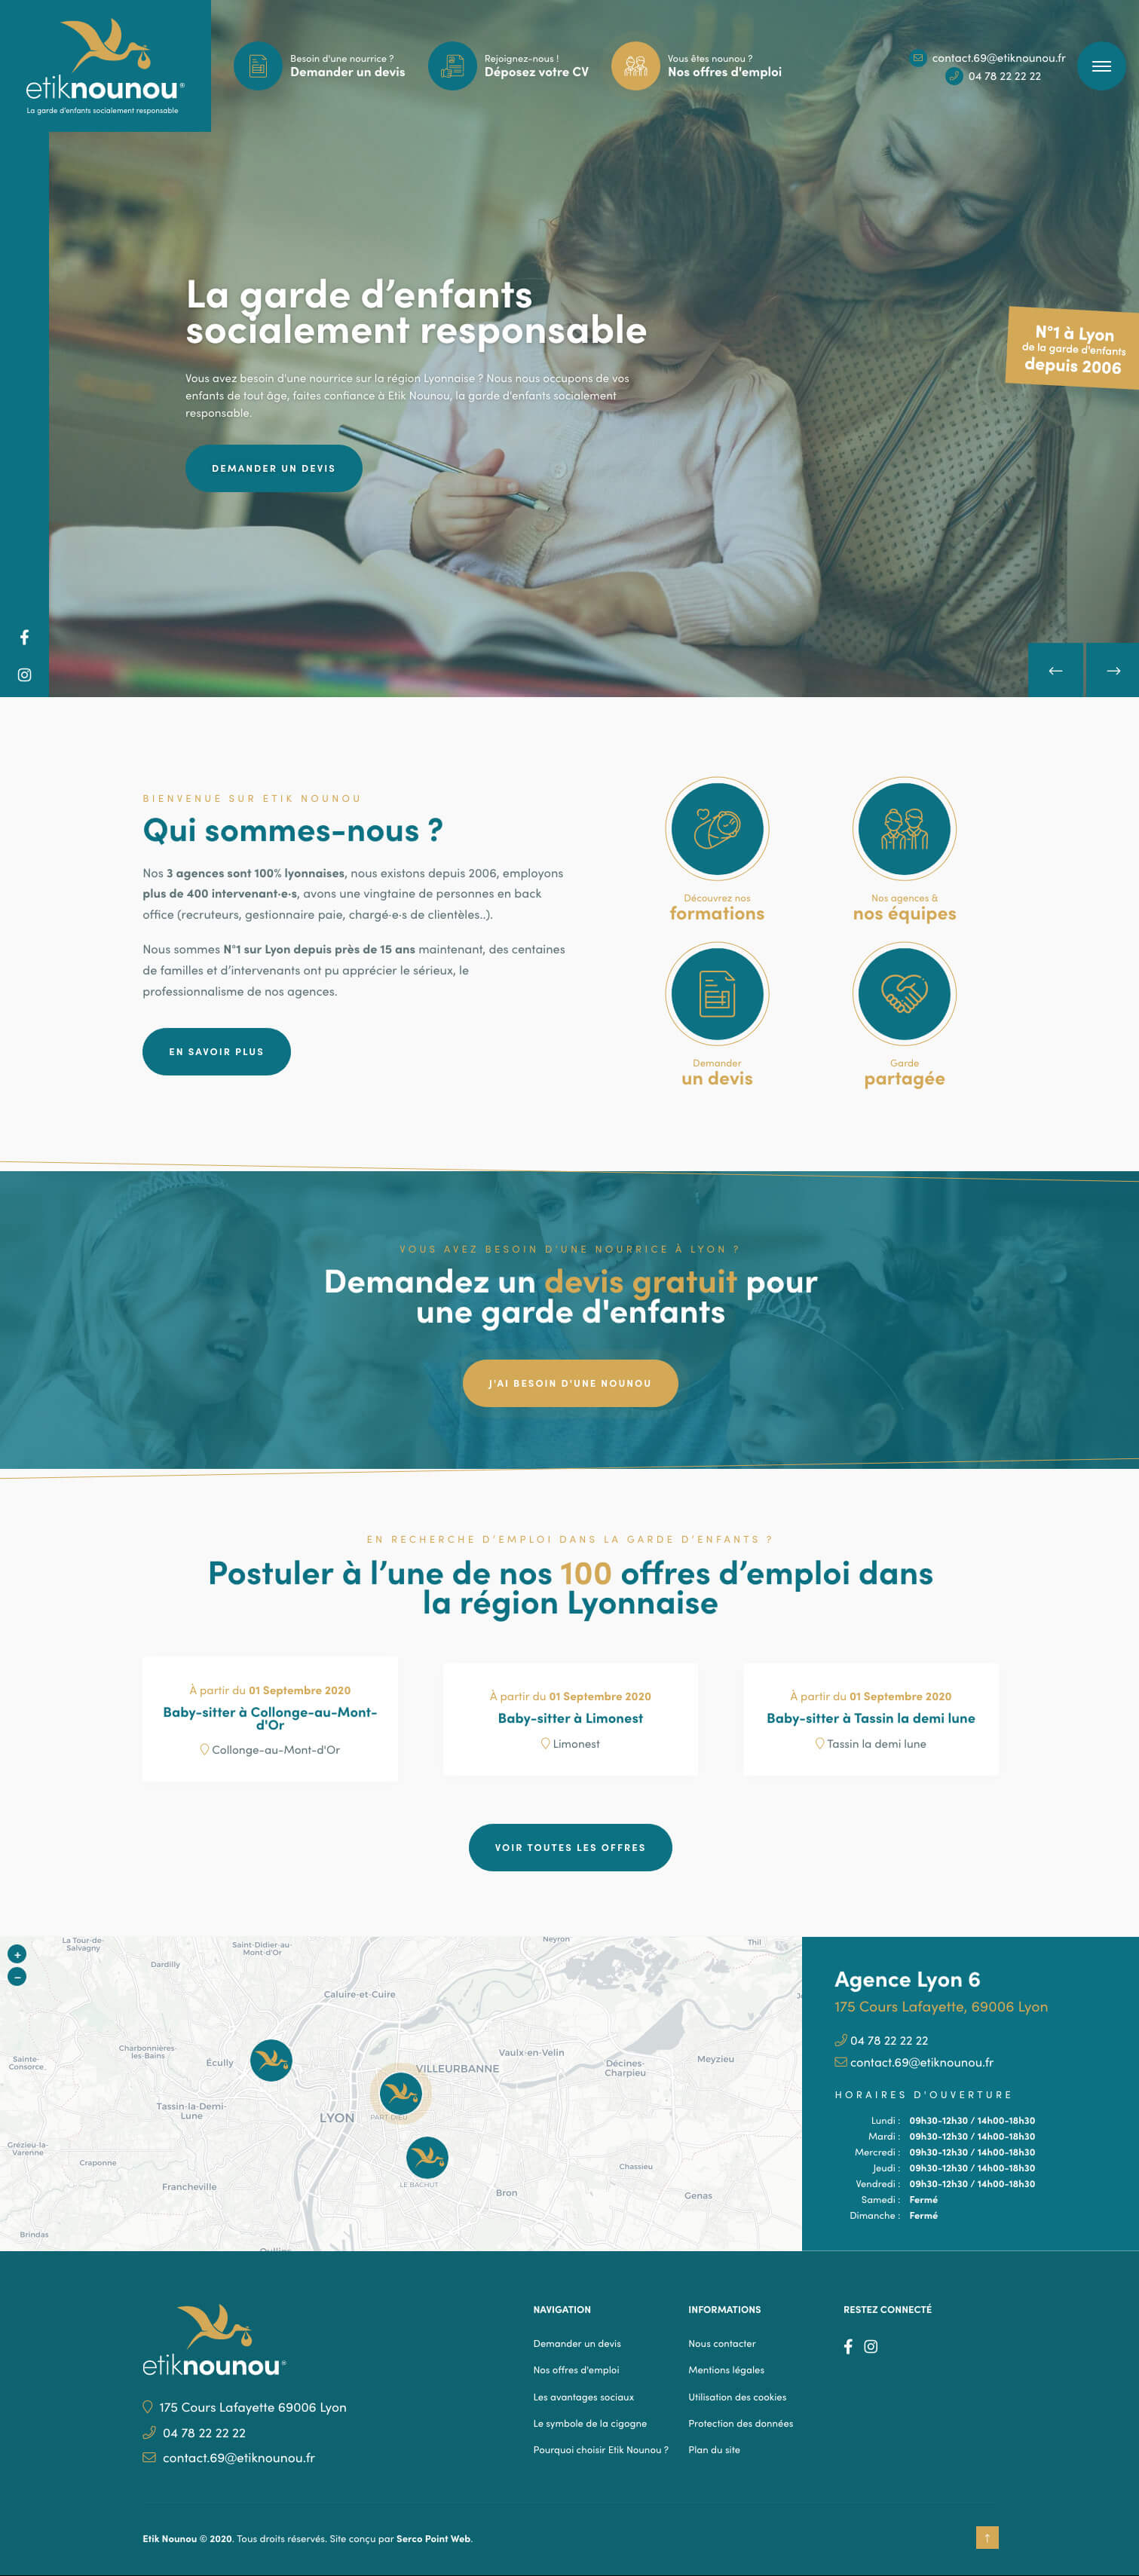 etiknounou®
La garde d'enfants socialement responsable
Besoin d'une nourrice ?
Demander un devis
Rejoignez-nous !
Déposez votre CV
Vous êtes nounou ?
Nos offres d'emploi
contact.69@etiknounou.fr
04 78 22 22 22
La garde d’enfants
socialement responsable
Vous avez besoin d'une nourrice sur la région Lyonnaise ? Nous nous occupons de vos
enfants de tout âge, faites confiance à Etik Nounou, la garde d'enfants socialement
responsable.
DEMANDER UN DEVIS
N°1 à Lyon
de la garde d'enfants
depuis 2006
BIENVENUE SUR ETIK NOUNOU
Qui sommes-nous ?
Nos 3 agences sont 100% lyonnaises, nous existons depuis 2006, employons
plus de 400 intervenant·e·s, avons une vingtaine de personnes en back
office (recruteurs, gestionnaire paie, chargé·e·s de clientèles..).
Nous sommes N°1 sur Lyon depuis près de 15 ans maintenant, des centaines
de familles et d’intervenants ont pu apprécier le sérieux, le
professionnalisme de nos agences.
EN SAVOIR PLUS
Découvrez nos
formations
Nos agences &
nos équipes
Demander
un devis
Garde
partagée
VOUS AVEZ BESOIN D'UNE NOURRICE À LYON ?
Demandez un devis gratuit pour
une garde d'enfants
J'AI BESOIN D'UNE NOUNOU
EN RECHERCHE D’EMPLOI DANS LA GARDE D’ENFANTS ?
Postuler à l’une de nos 100 offres d’emploi dans
la région Lyonnaise
À partir du 01 Septembre 2020
Baby-sitter à Collonge-au-Mont-
d'Or
Collonge-au-Mont-d'Or
À partir du 01 Septembre 2020
Baby-sitter à Limonest
Limonest
À partir du 01 Septembre 2020
Baby-sitter à Tassin la demi lune
Tassin la demi lune
VOIR TOUTES LES OFFRES
+
−
La Tour-de-
Salvagny
Dardilly
Saint-Didier-au-
Mont-d'Or
Neyron
Thil
Caluire-et-Cuire
Charbonnières-
les-Bains
Sainte-
Consorce
Écully
VILLEURBANNE
Vaulx-en-Velin
Décines-
Charpieu
Meyzieu
Tassin-la-Demi-
Lune
LYON
PART DIEU
Grézieu-la-
Varenne
Craponne
Francheville
LE BACHUT
Bron
Chassieu
Genas
Brindas
Oullins
Agence Lyon 6
175 Cours Lafayette, 69006 Lyon
04 78 22 22 22
contact.69@etiknounou.fr
HORAIRES D'OUVERTURE
Lundi : 09h30-12h30 / 14h00-18h30
Mardi : 09h30-12h30 / 14h00-18h30
Mercredi : 09h30-12h30 / 14h00-18h30
Jeudi : 09h30-12h30 / 14h00-18h30
Vendredi : 09h30-12h30 / 14h00-18h30
Samedi : Fermé
Dimanche : Fermé
etiknounou®
175 Cours Lafayette 69006 Lyon
04 78 22 22 22
contact.69@etiknounou.fr
NAVIGATION
Demander un devis
Nos offres d'emploi
Les avantages sociaux
Le symbole de la cigogne
Pourquoi choisir Etik Nounou ?
INFORMATIONS
Nous contacter
Mentions légales
Utilisation des cookies
Protection des données
Plan du site
RESTEZ CONNECTÉ
Etik Nounou © 2020. Tous droits réservés. Site conçu par Serco Point Web.